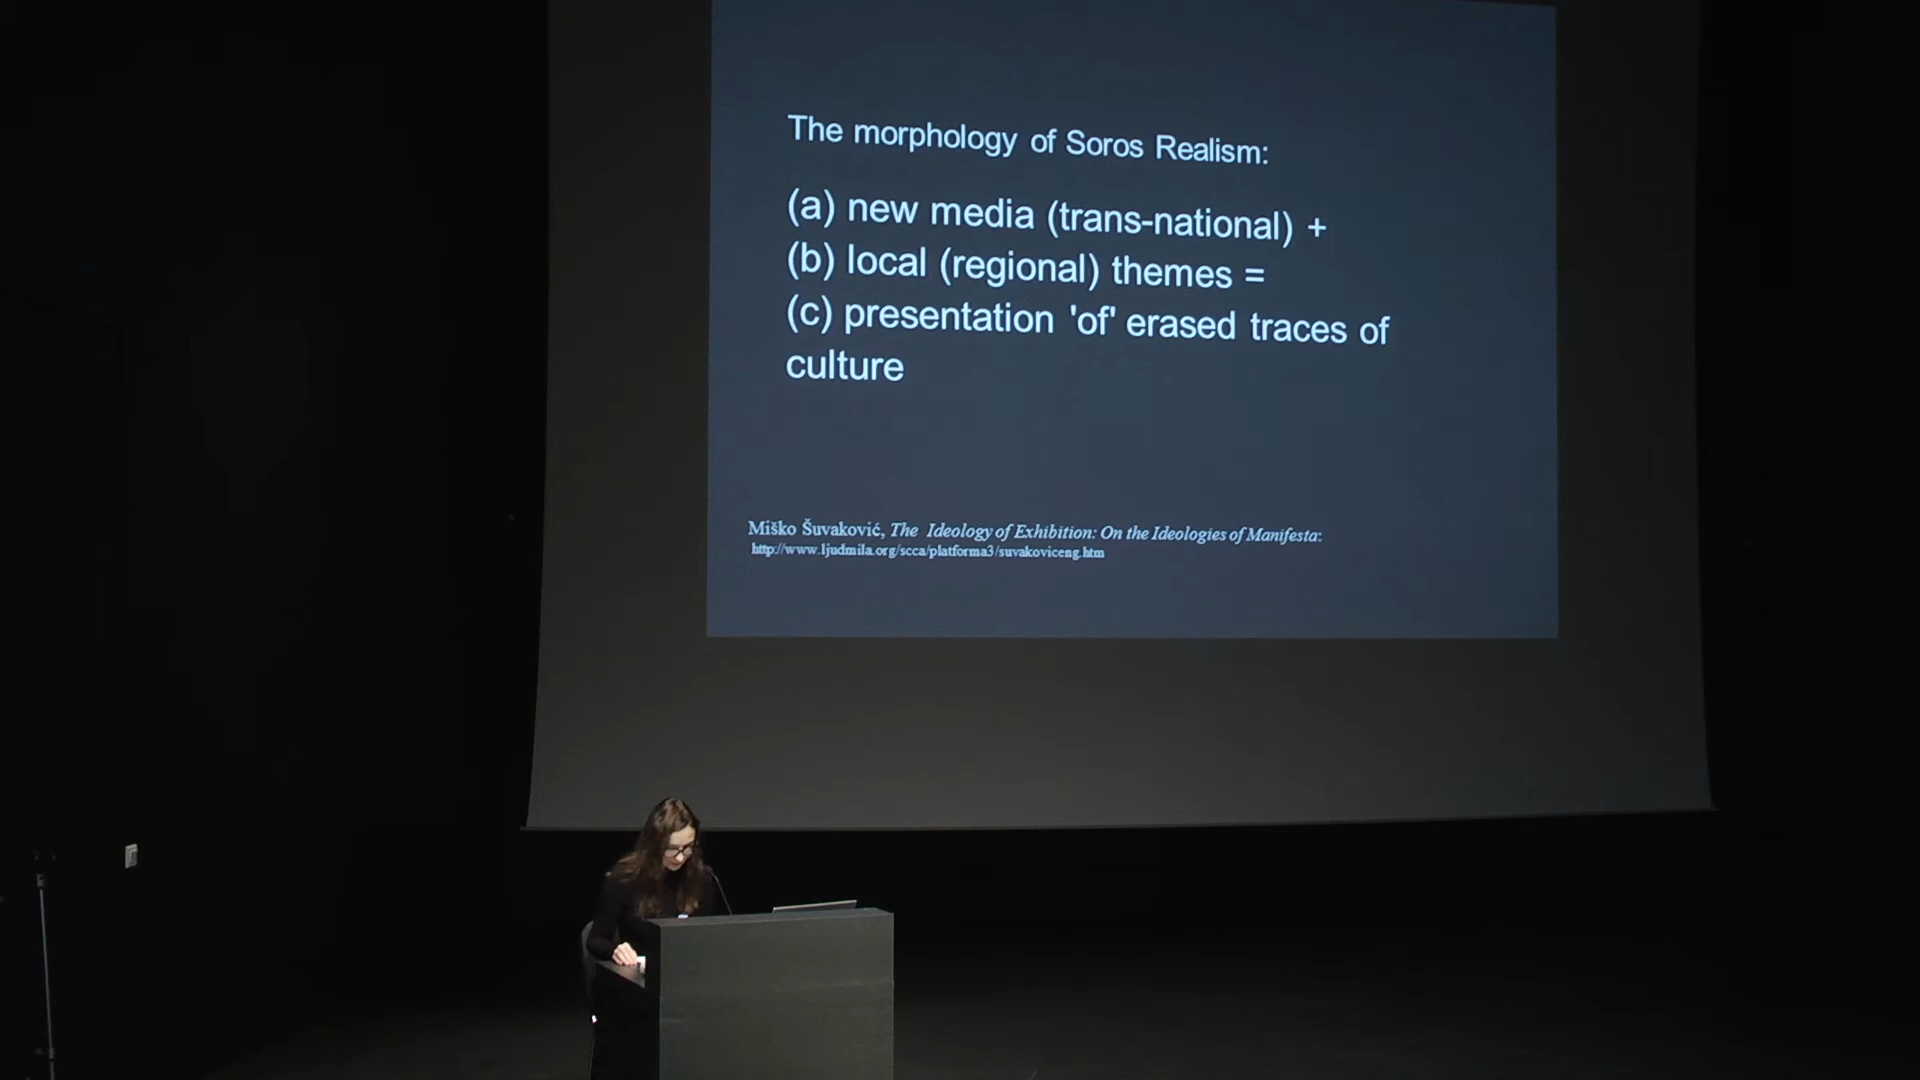 The morphology of Soros Realism:
(a) new media (trans-national) +
(b) local (regional) themes =
(c) presentation 'of' erased traces of
culture
Miško Šuvaković, The Ideology of Exhibition: On the Ideologies of Manifesta:
http://www.ljudmila.org/scca/platforma3/suvakoviceng.htm